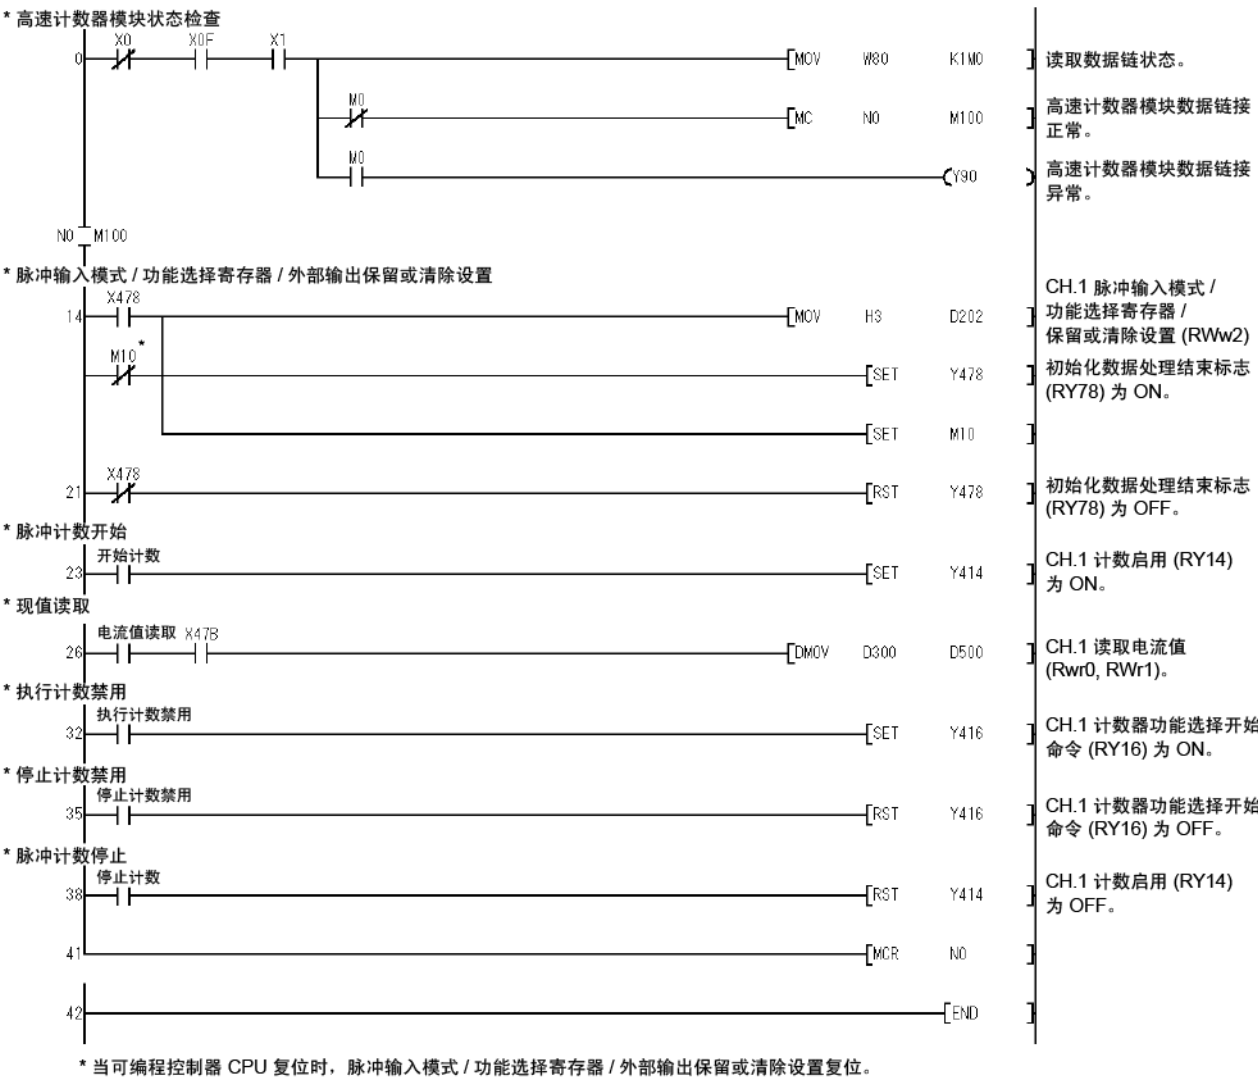 * 高速计数器模块状态检查
X0 X0F X1
0 [MOV W80 K1M0 ] 读取数据链状态。
M0
[MC N0 M100 ] 高速计数器模块数据链接
正常。
M0
(Y90 ) 高速计数器模块数据链接
异常。
N0 M100
* 脉冲输入模式 / 功能选择寄存器 / 外部输出保留或清除设置
X478
14 [MOV H3 D202 ] CH.1 脉冲输入模式 /
功能选择寄存器 /
保留或清除设置 (RWw2)
M10 *
[SET Y478 ] 初始化数据处理结束标志
(RY78) 为 ON。
[SET M10 ]
X478
21 [RST Y478 ] 初始化数据处理结束标志
(RY78) 为 OFF。
* 脉冲计数开始
开始计数
23 [SET Y414 ] CH.1 计数启用 (RY14)
为 ON。
* 现值读取
电流值读取 X47B
26 [DMOV D300 D500 ] CH.1 读取电流值
(Rwr0, RWr1)。
* 执行计数禁用
执行计数禁用
32 [SET Y416 ] CH.1 计数器功能选择开始
命令 (RY16) 为 ON。
* 停止计数禁用
停止计数禁用
35 [RST Y416 ] CH.1 计数器功能选择开始
命令 (RY16) 为 OFF。
* 脉冲计数停止
停止计数
38 [RST Y414 ] CH.1 计数启用 (RY14)
为 OFF。
41 [MCR N0 ]
42 [END ]
* 当可编程控制器 CPU 复位时，脉冲输入模式 / 功能选择寄存器 / 外部输出保留或清除设置复位。